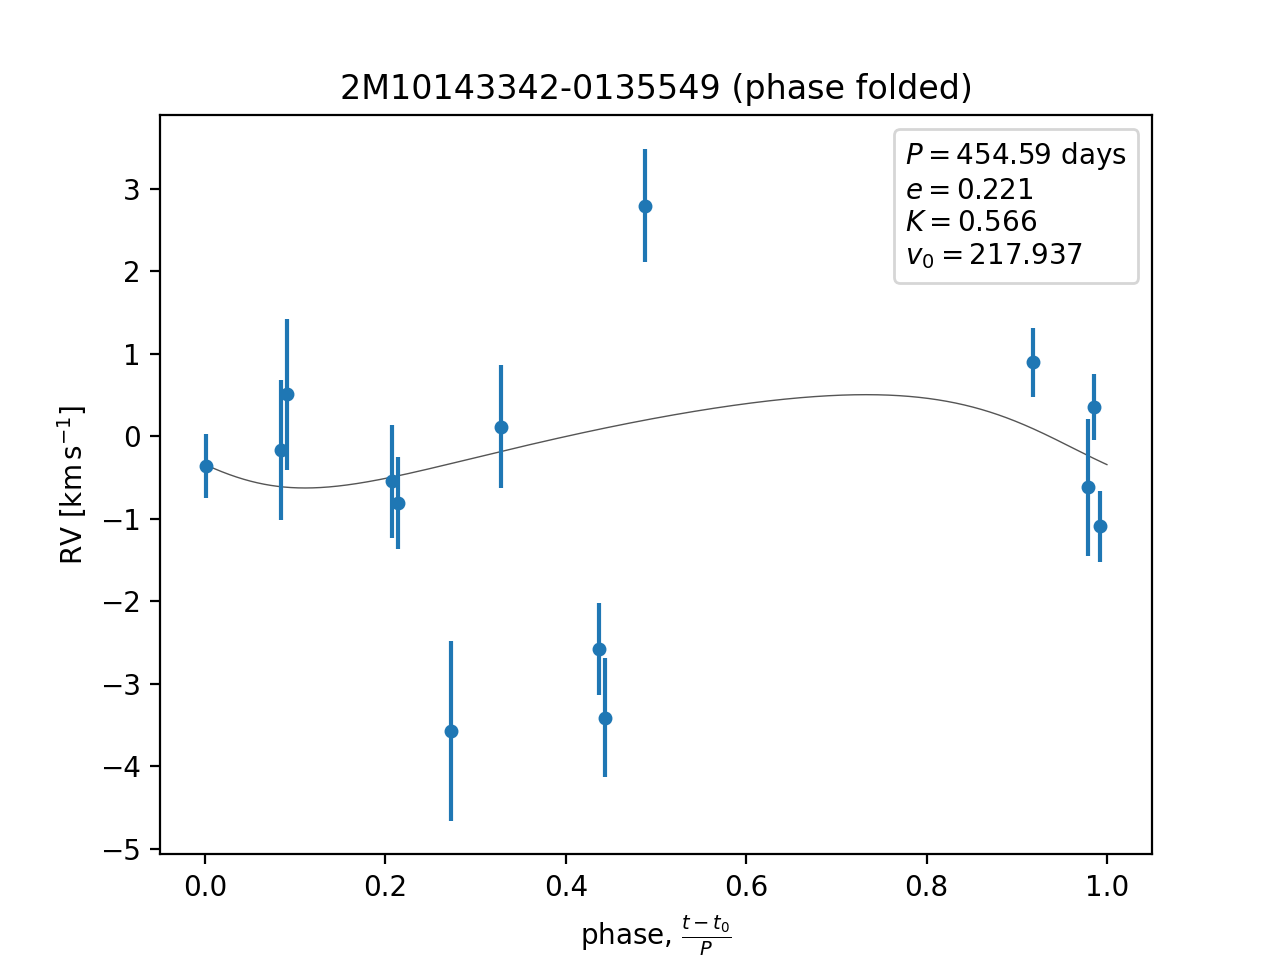 2M10143342-0135549 (phase folded)
P = 454.59 days
e = 0.221
K = 0.566
v₀ = 217.937
3
2
1
0
−1
−2
−3
−4
−5
RV [km s⁻¹]
0.0 0.2 0.4 0.6 0.8 1.0
phase, (t − t₀)/P